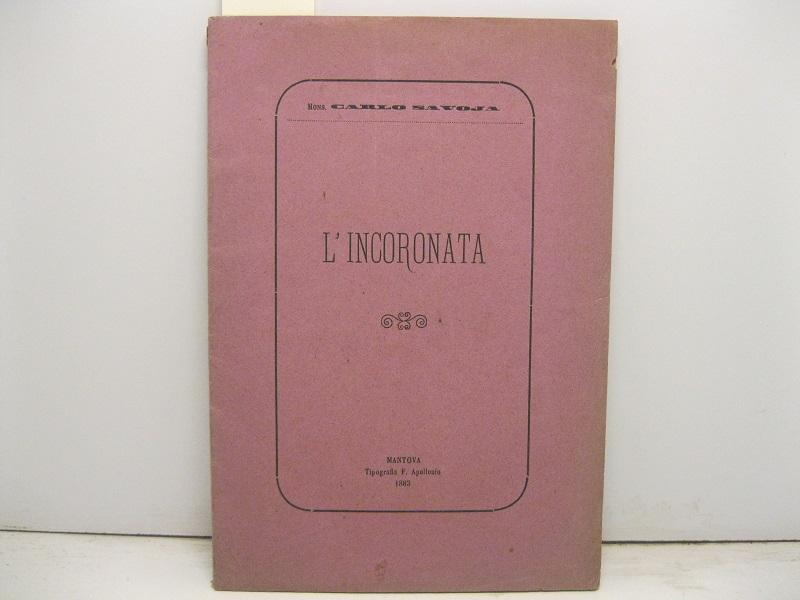 Mons. CARLO SAVOJA
L'INCORONATA
MANTOVA
Tipografia F. Apollonio
1883